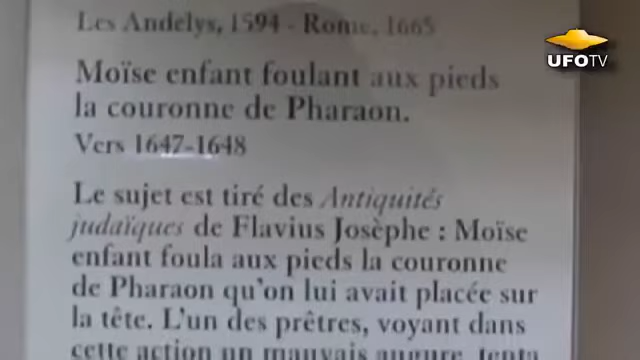 Les Andelys, 1594 - Rome, 1665
UFOTV
Moïse enfant foulant aux pieds
la couronne de Pharaon.
Vers 1647-1648
Le sujet est tiré des Antiquités
judaïques de Flavius Josèphe : Moïse
enfant foula aux pieds la couronne
de Pharaon qu'on lui avait placée sur
la tête. L'un des prêtres, voyant dans
cette action un mauvais augure, tenta